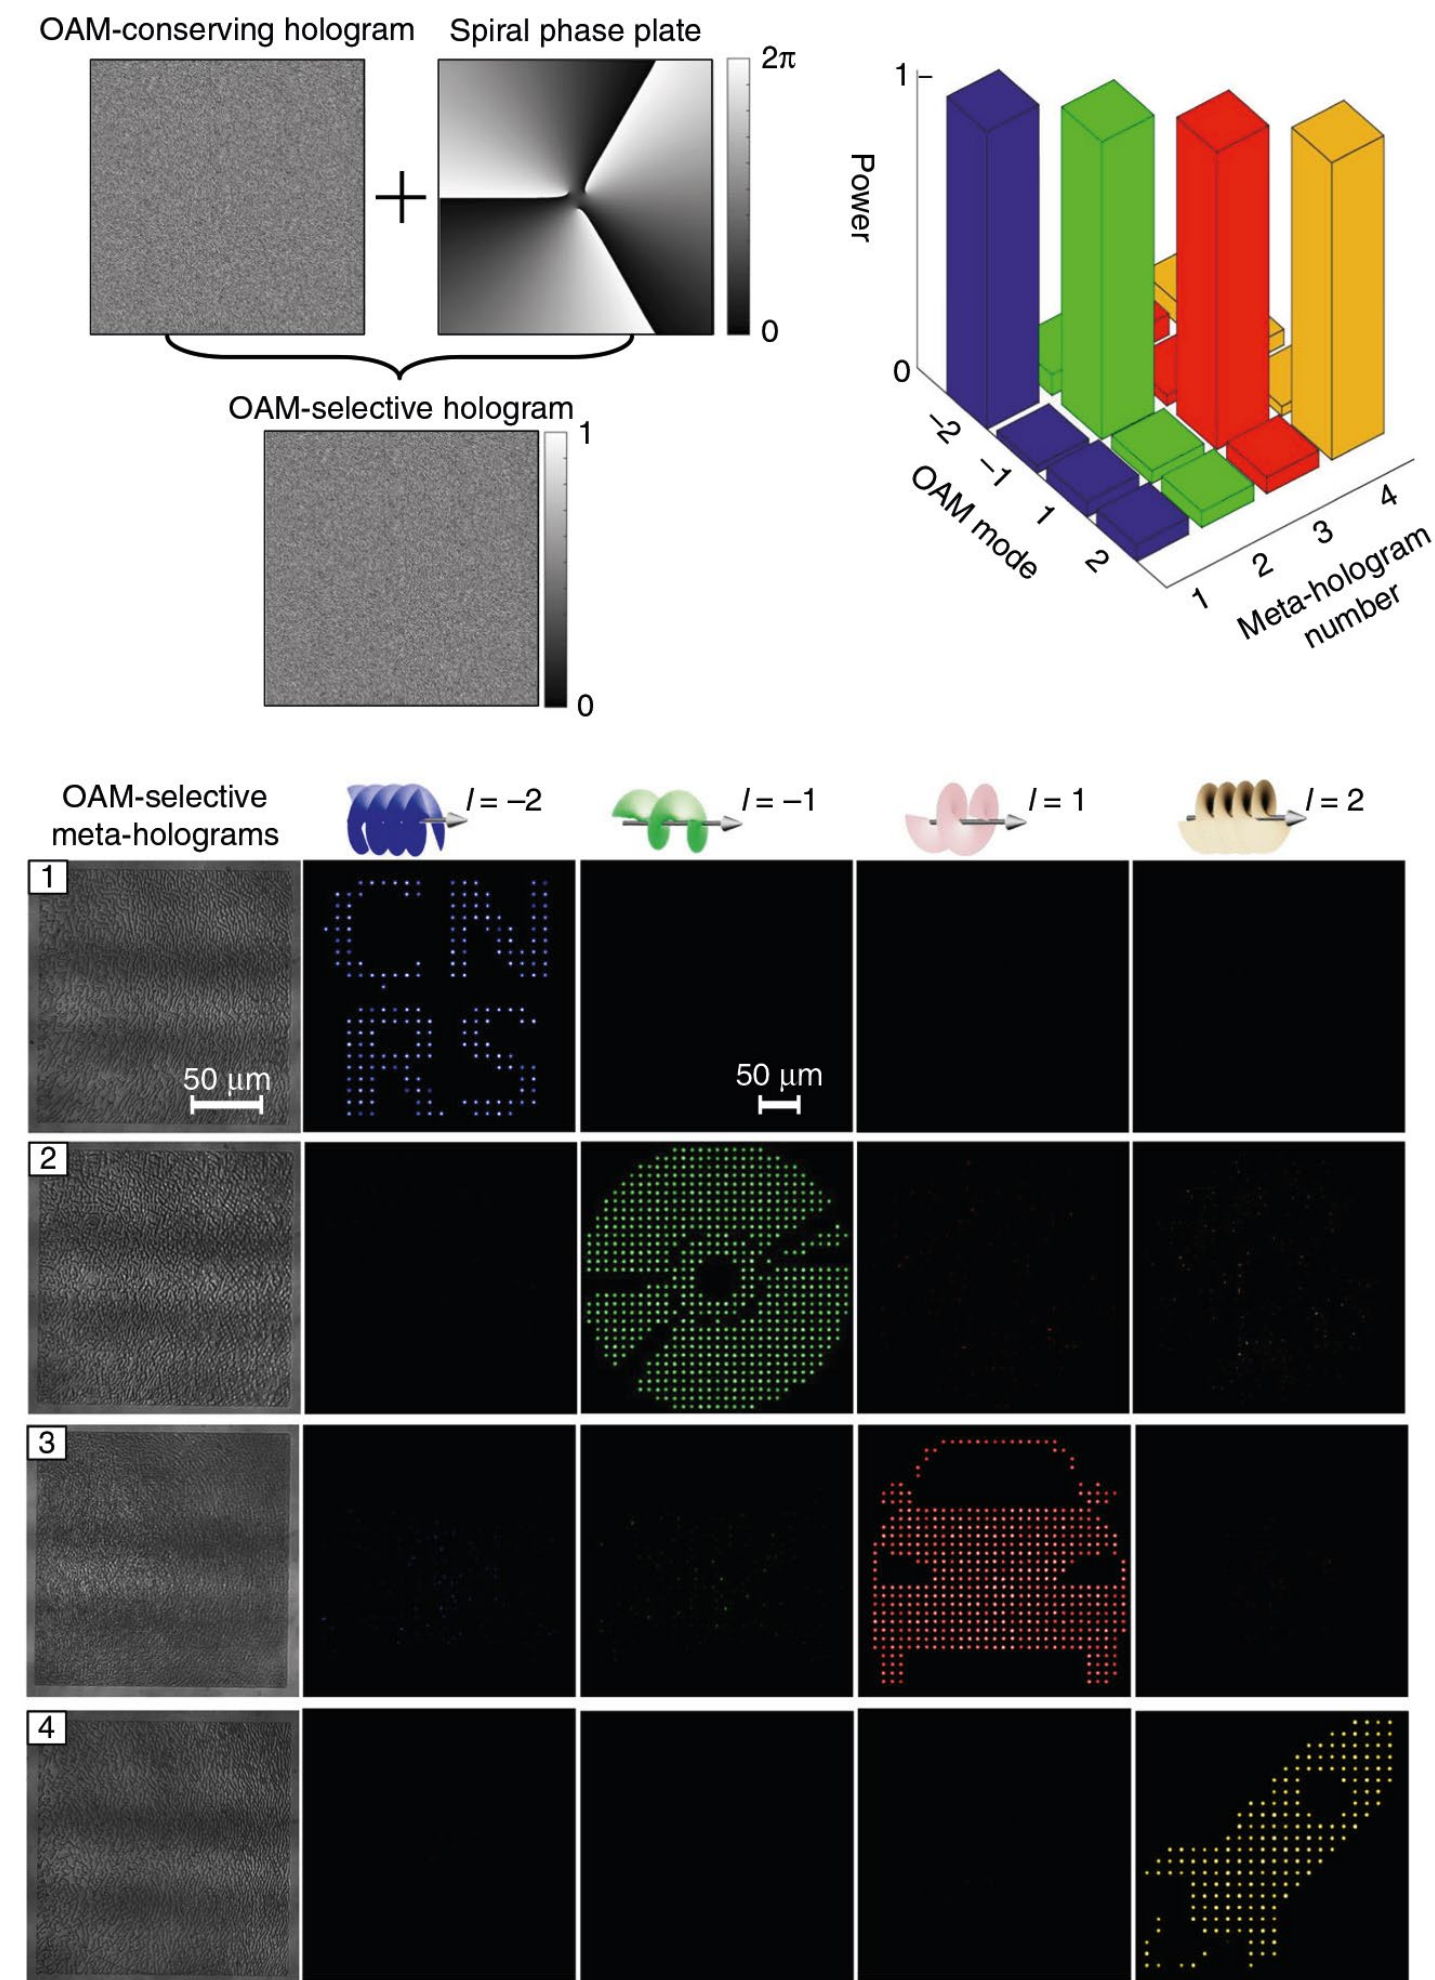 OAM-conserving hologram
Spiral phase plate
2π
0
OAM-selective hologram
1
0
1
0
Power
−2
−1
1
2
OAM mode
1
2
3
4
Meta-hologram
number
OAM-selective
meta-holograms
l = −2
l = −1
l = 1
l = 2
1
50 μm
CN
RS
50 μm
2
3
4